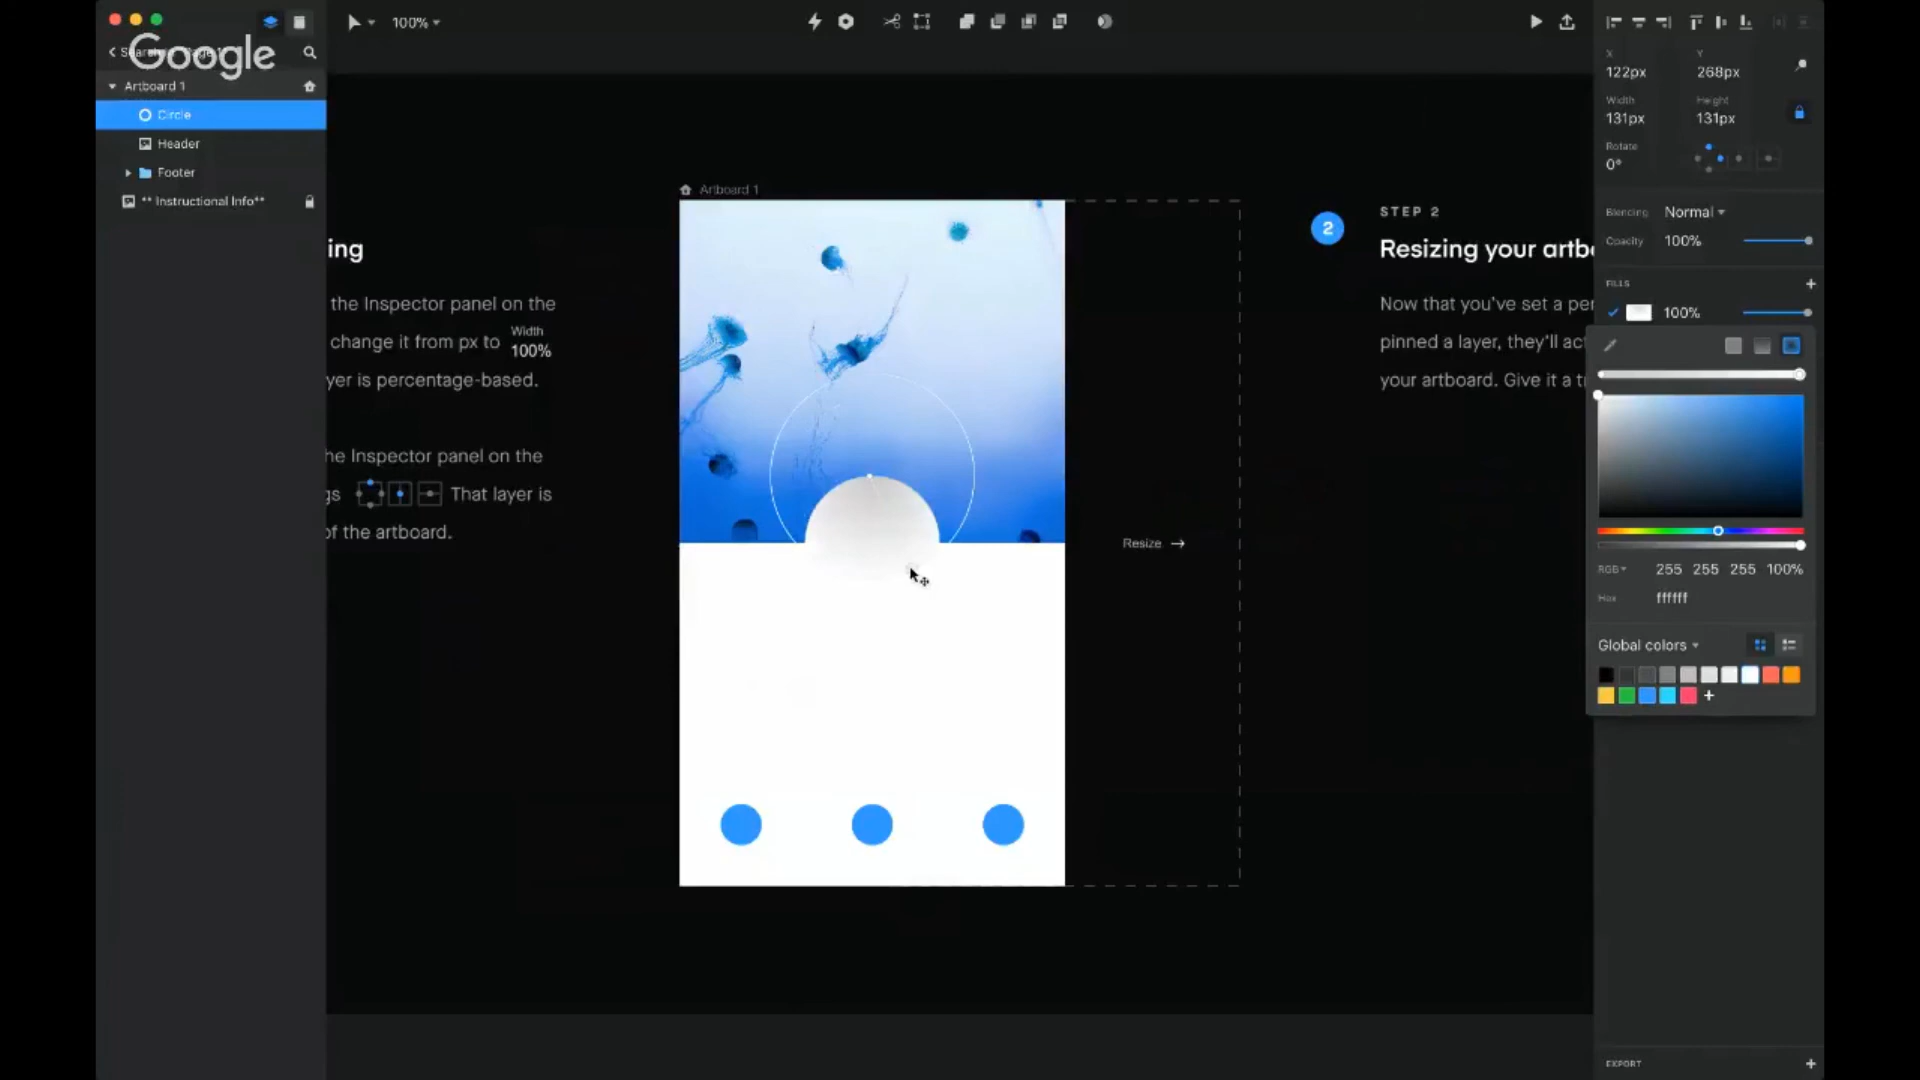 100%
Google
Artboard 1
Circle
Header
Footer
** Instructional Info**
ing
the Inspector panel on the
change it from px to
Width
100%
yer is percentage-based.
he Inspector panel on the
gs
That layer is
of the artboard.
Artboard 1
Resize →
2
STEP 2
Resizing your artb
Now that you've set a per
pinned a layer, they'll act
your artboard. Give it a tr
X
122px
Y
268px
Width
131px
Height
131px
Rotate
0°
Blending
Normal
Opacity
100%
FILLS
100%
RGB
255 255 255 100%
Hex
ffffff
Global colors
EXPORT